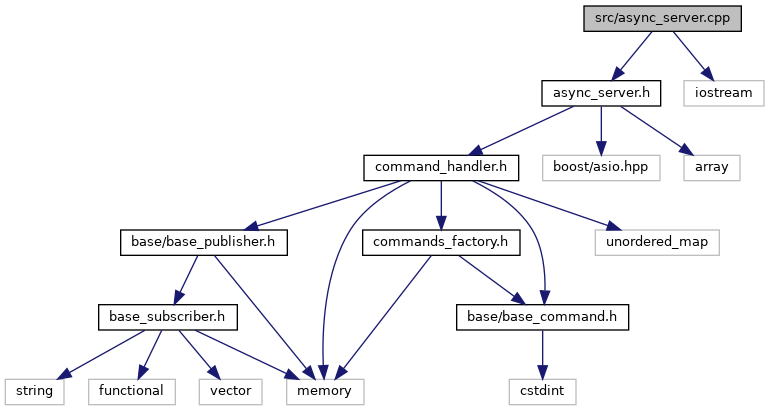 src/async_server.cpp
async_server.h
iostream
command_handler.h
boost/asio.hpp
array
base/base_publisher.h
commands_factory.h
unordered_map
base_subscriber.h
base/base_command.h
string
functional
vector
memory
cstdint